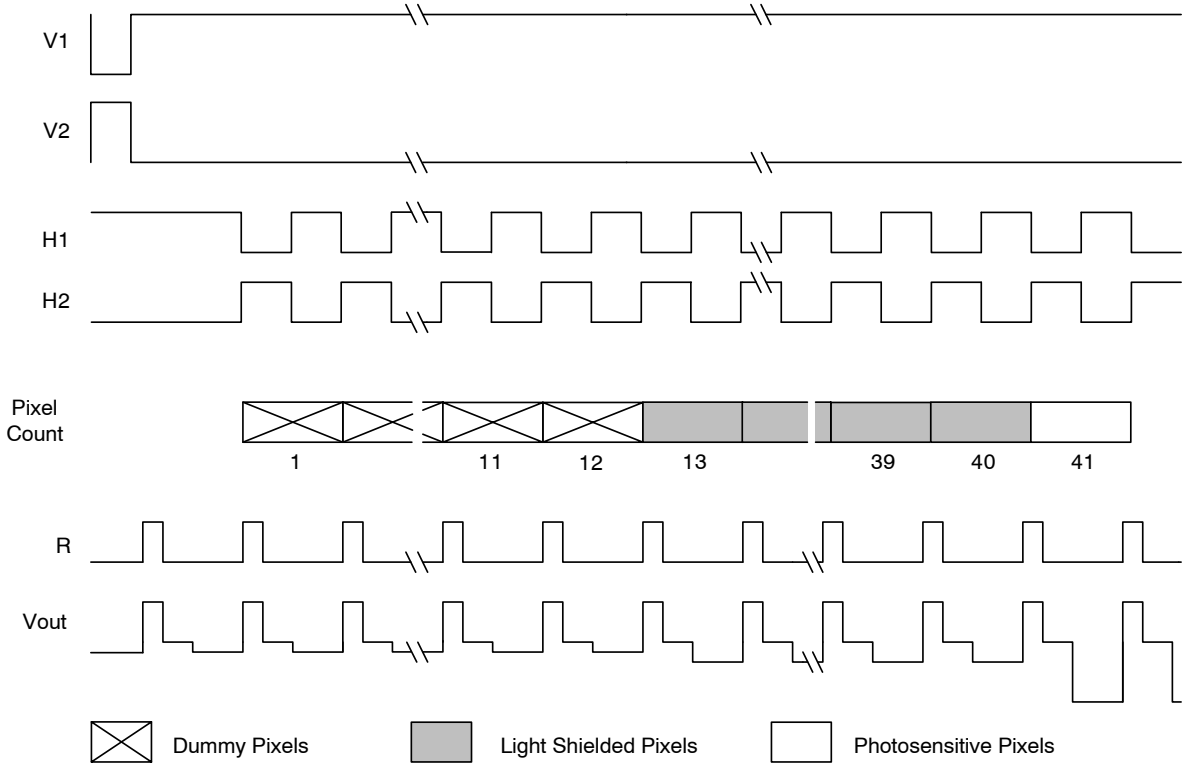 V1
V2
H1
H2
Pixel
Count
1 11 12 13 39 40 41
R
Vout
Dummy Pixels Light Shielded Pixels Photosensitive Pixels